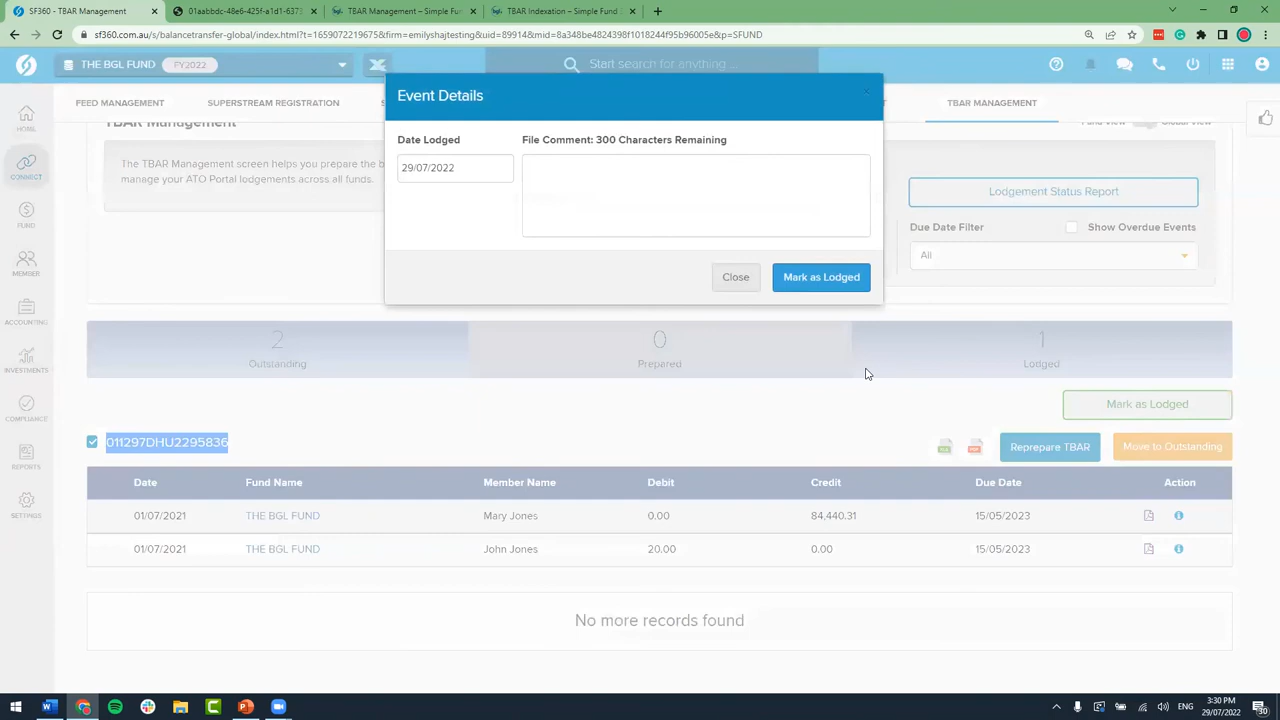 SF360 - TBAR Management
01aabbdc-478e-a5f e-a1d1-6373
TBAR Management - Simple Fund
Indexation - Simple Fund 360
sf360.com.au/s/balancetransfer-global/index.html?t=1659072219675&firm=emilyshajtesting&uid=89914&mid=8a348be4824398f1018244f95b96005e&p=SFUND
THE BGL FUND
FY2022
Start search for anything ...
FEED MANAGEMENT
SUPERSTREAM REGISTRATION
TBAR MANAGEMENT
Event Details
Date Lodged
File Comment: 300 Characters Remaining
29/07/2022
Close
Mark as Lodged
HOME
CONNECT
FUND
MEMBER
ACCOUNTING
INVESTMENTS
COMPLIANCE
REPORTS
SETTINGS
TBAR Management
Fund View
Global View
The TBAR Management screen helps you prepare the
manage your ATO Portal lodgements across all funds.
Lodgement Status Report
Due Date Filter
Show Overdue Events
All
2
Outstanding
0
Prepared
1
Lodged
Mark as Lodged
011297DHU2295836
Reprepare TBAR
Move to Outstanding
Date Fund Name Member Name Debit Credit Due Date Action
01/07/2021 THE BGL FUND Mary Jones 0.00 84,440.31 15/05/2023
01/07/2021 THE BGL FUND John Jones 20.00 0.00 15/05/2023
No more records found
ENG
3:30 PM
29/07/2022
30